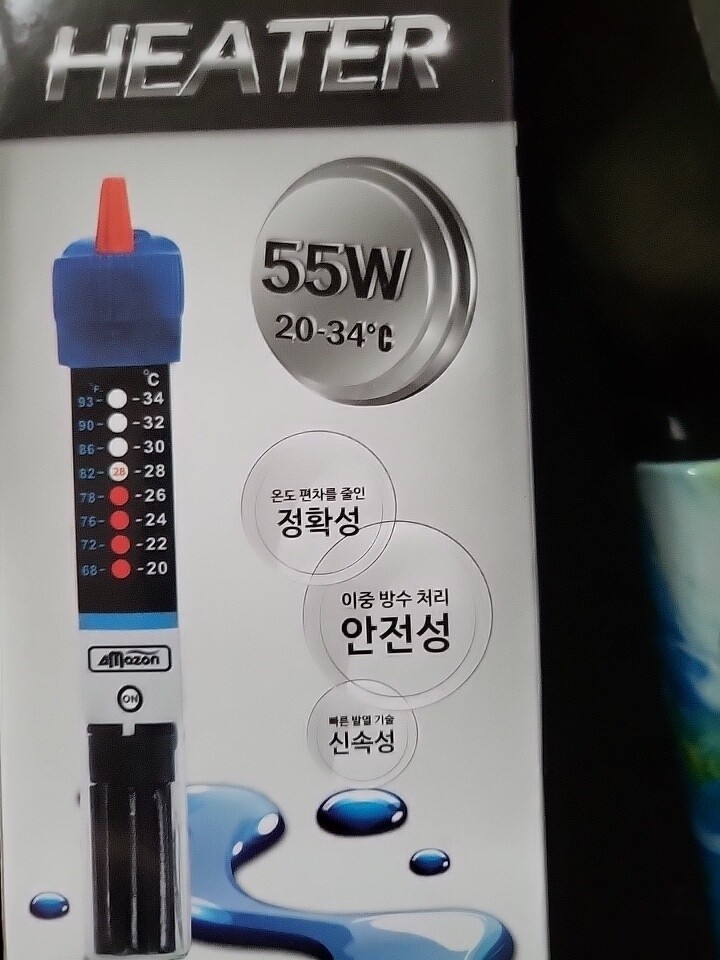 HEATER
55W
20-34°C
°F °C
93- -34
90- -32
86- -30
82- 28 -28
78- -26
76- -24
72- -22
68- -20
Amazon
ON
온도 편차를 줄인
정확성
이중 방수 처리
안전성
빠른 발열 기술
신속성